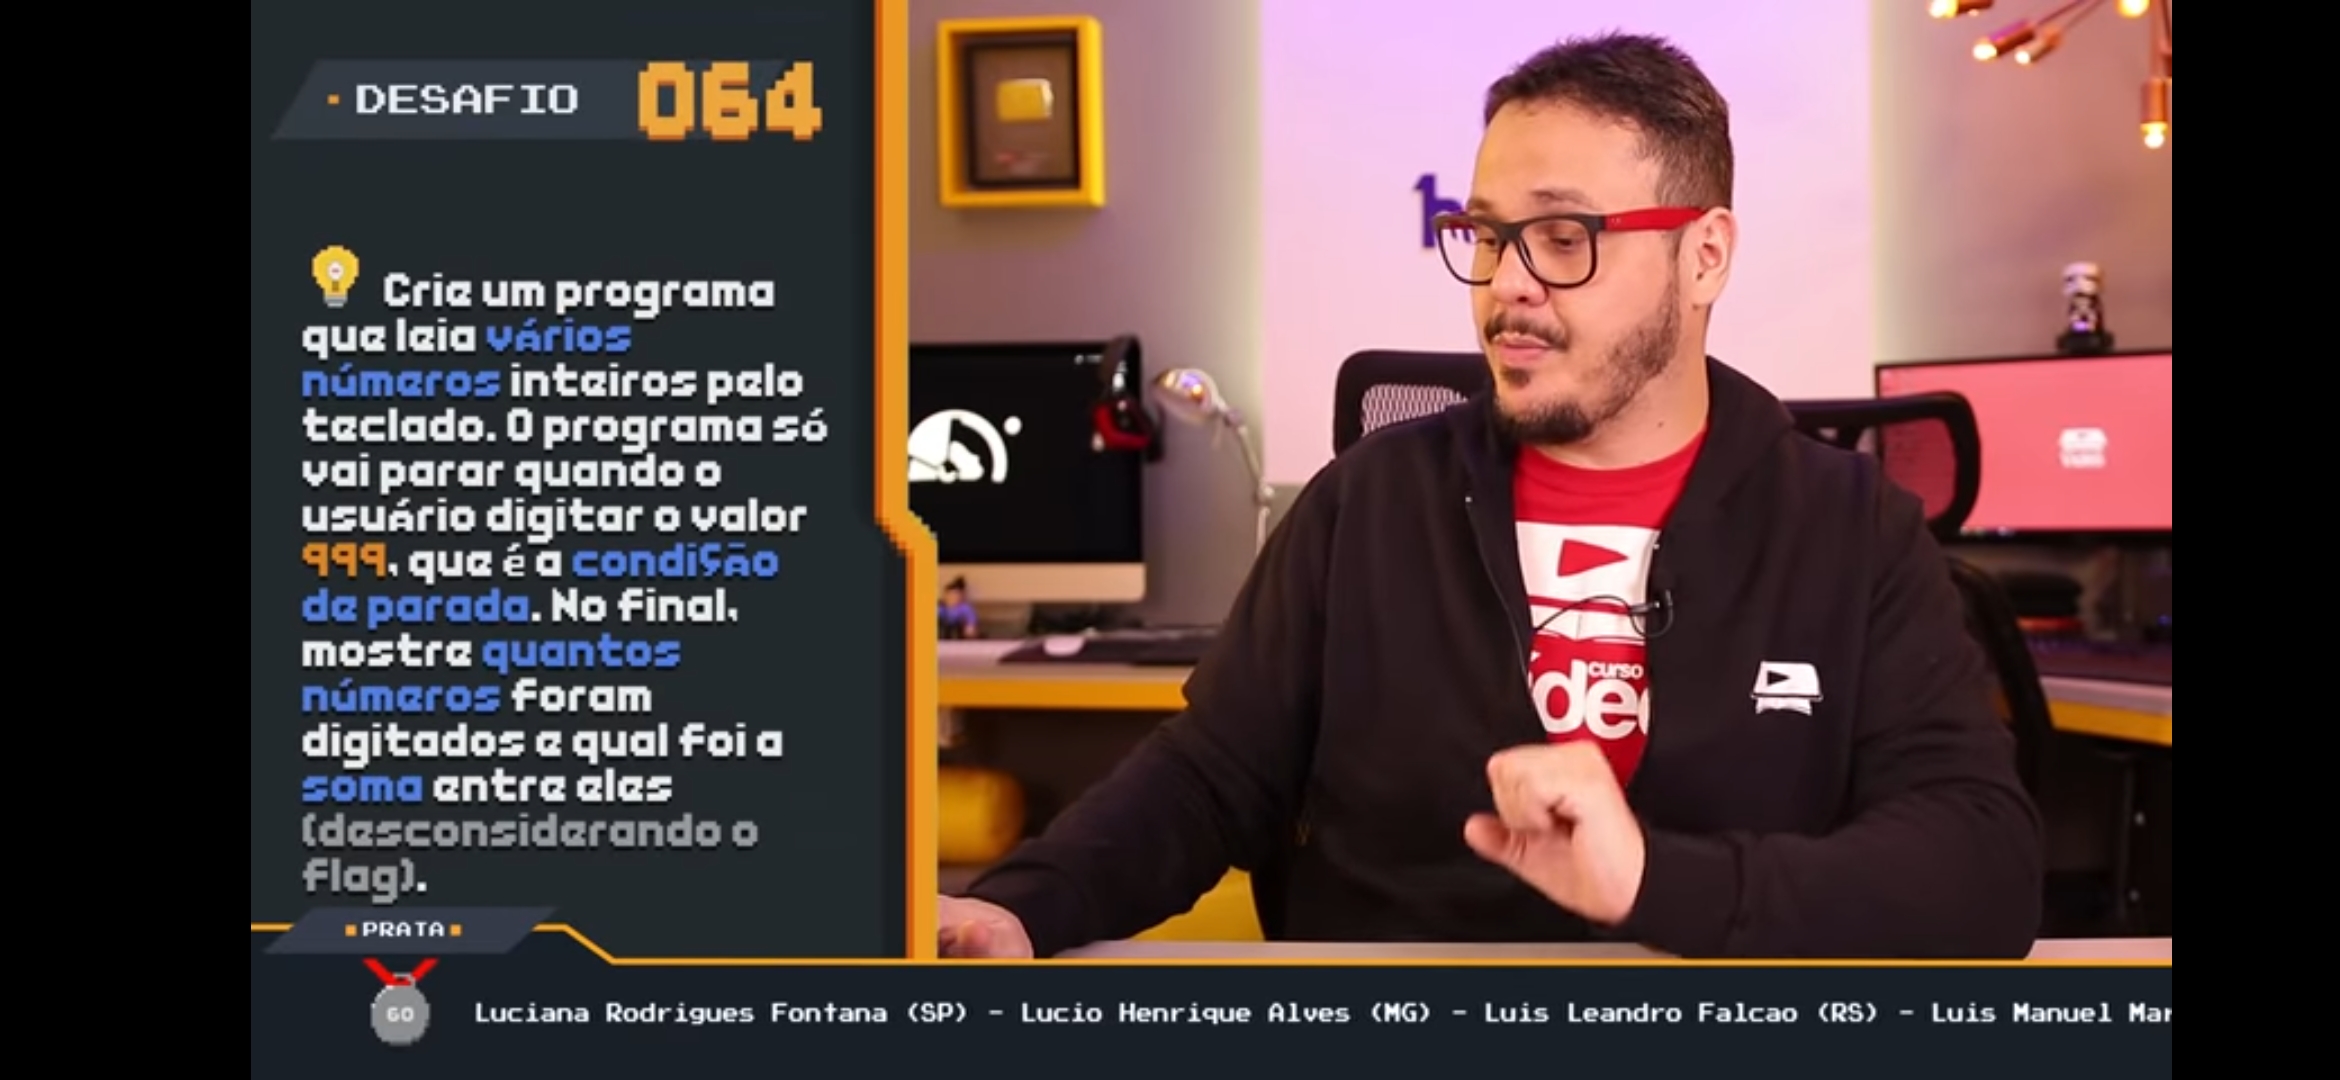 DESAFIO 064
Crie um programa
que leia vários
números inteiros pelo
teclado. O programa só
vai parar quando o
usuário digitar o valor
999, que é a condição
de parada. No final,
mostre quantos
números foram
digitados e qual foi a
soma entre eles
(desconsiderando o
flag).
curso
PRATA
GO
Luciana Rodrigues Fontana (SP) - Lucio Henrique Alves (MG) - Luis Leandro Falcao (RS) - Luis Manuel Mar